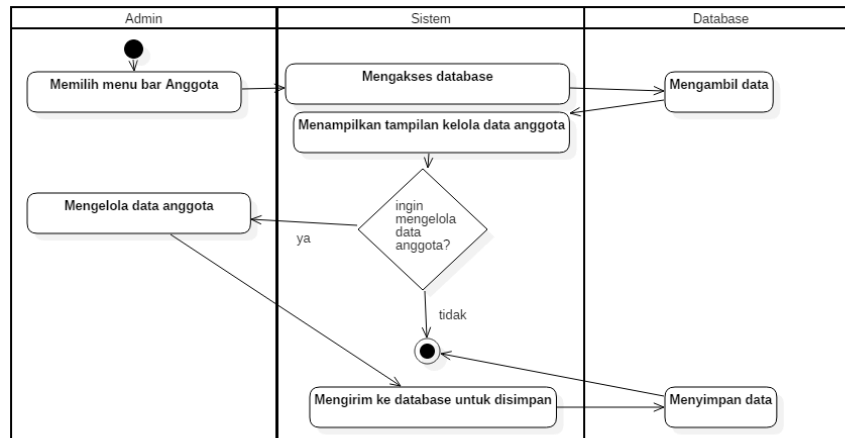 Admin
Sistem
Database
Memilih menu bar Anggota
Mengakses database
Mengambil data
Menampilkan tampilan kelola data anggota
Mengelola data anggota
ingin
mengelola
data
anggota?
ya
tidak
Mengirim ke database untuk disimpan
Menyimpan data